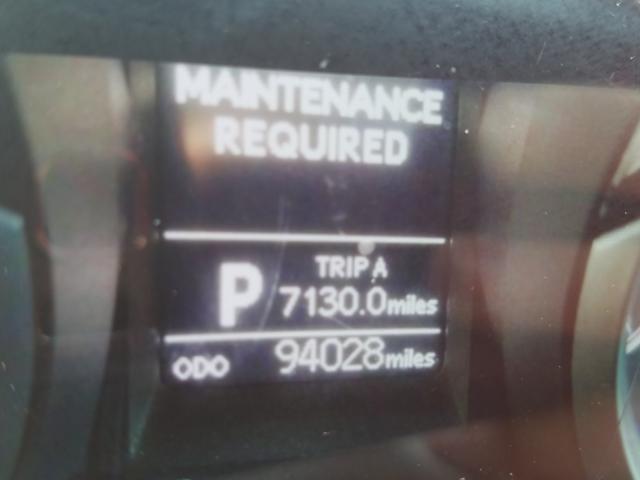 MAINTENANCE
REQUIRED
TRIP A
P 7130.0miles
ODO 94028miles